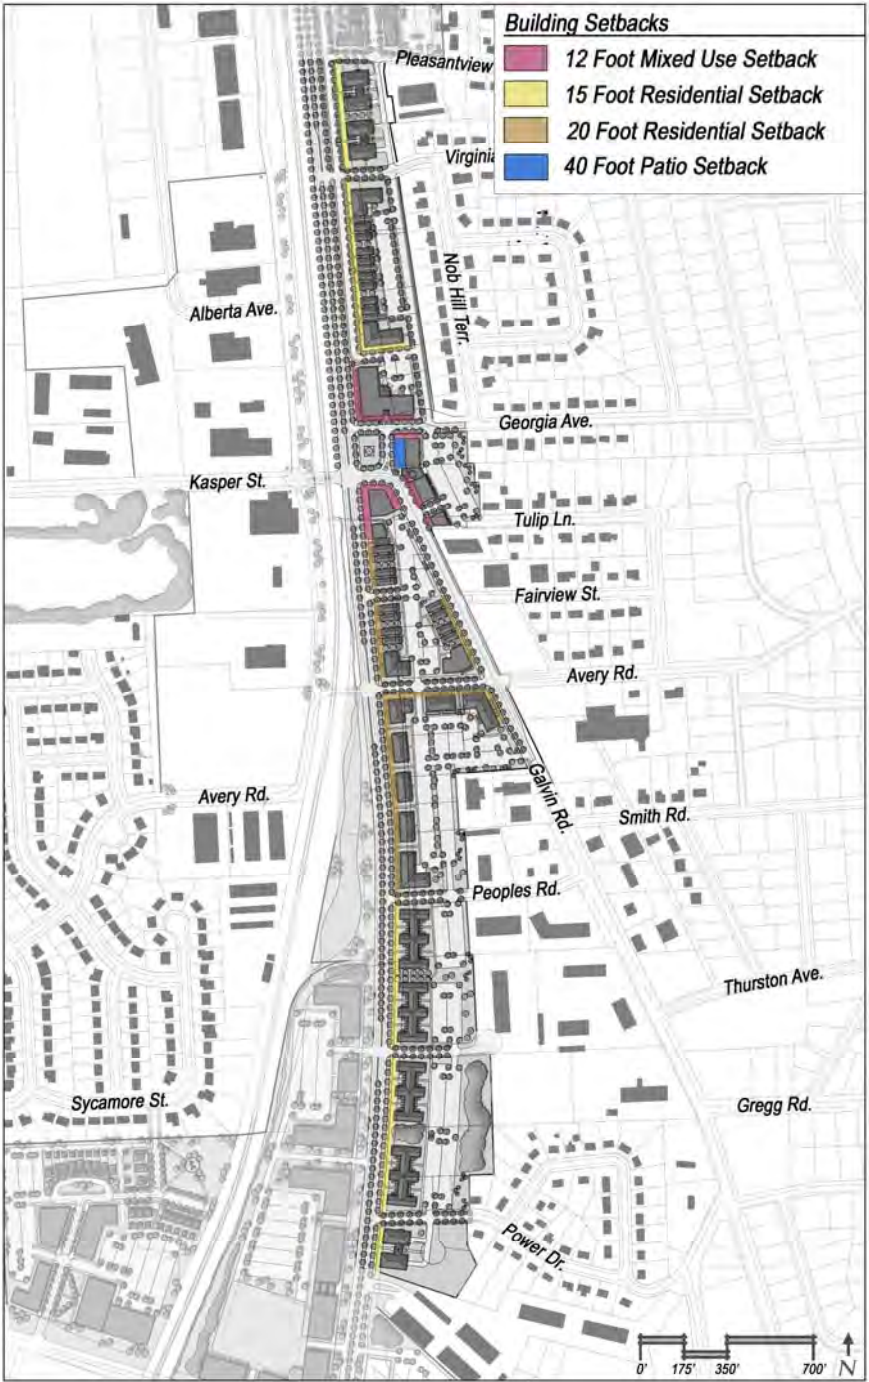 Building Setbacks
12 Foot Mixed Use Setback
15 Foot Residential Setback
20 Foot Residential Setback
40 Foot Patio Setback
Pleasantview
Virginia
Nob Hill Terr.
Alberta Ave.
Georgia Ave.
Kasper St.
Tulip Ln.
Fairview St.
Avery Rd.
Avery Rd.
Galvin Rd.
Smith Rd.
Peoples Rd.
Thurston Ave.
Sycamore St.
Gregg Rd.
Power Dr.
0' 175' 350' 700' N